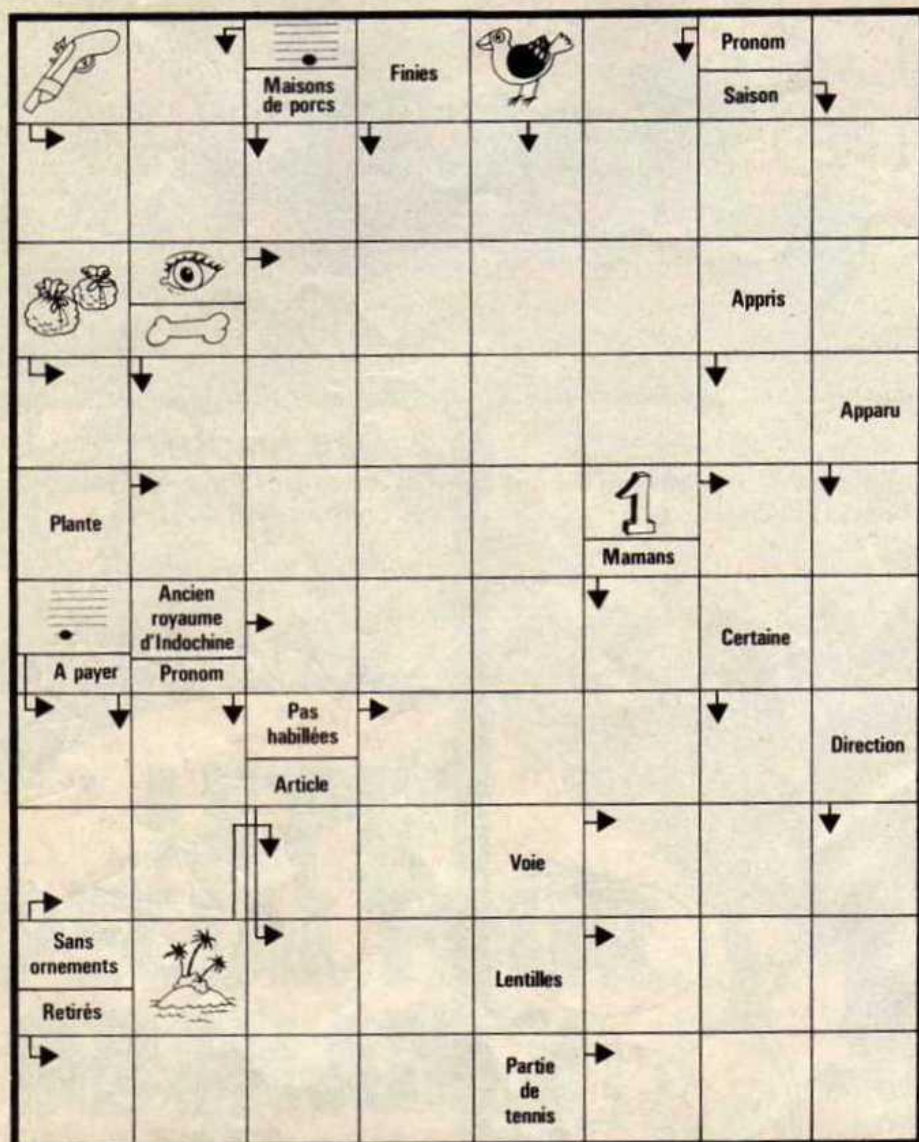 Pronom
Maisons
de porcs
Finies
Saison
Appris
Apparu
Plante
1
Mamans
Ancien
royaume
d'Indochine
A payer
Pronom
Certaine
Pas
habillées
Article
Direction
Voie
Sans
ornements
Retirés
Lentilles
Partie
de
tennis